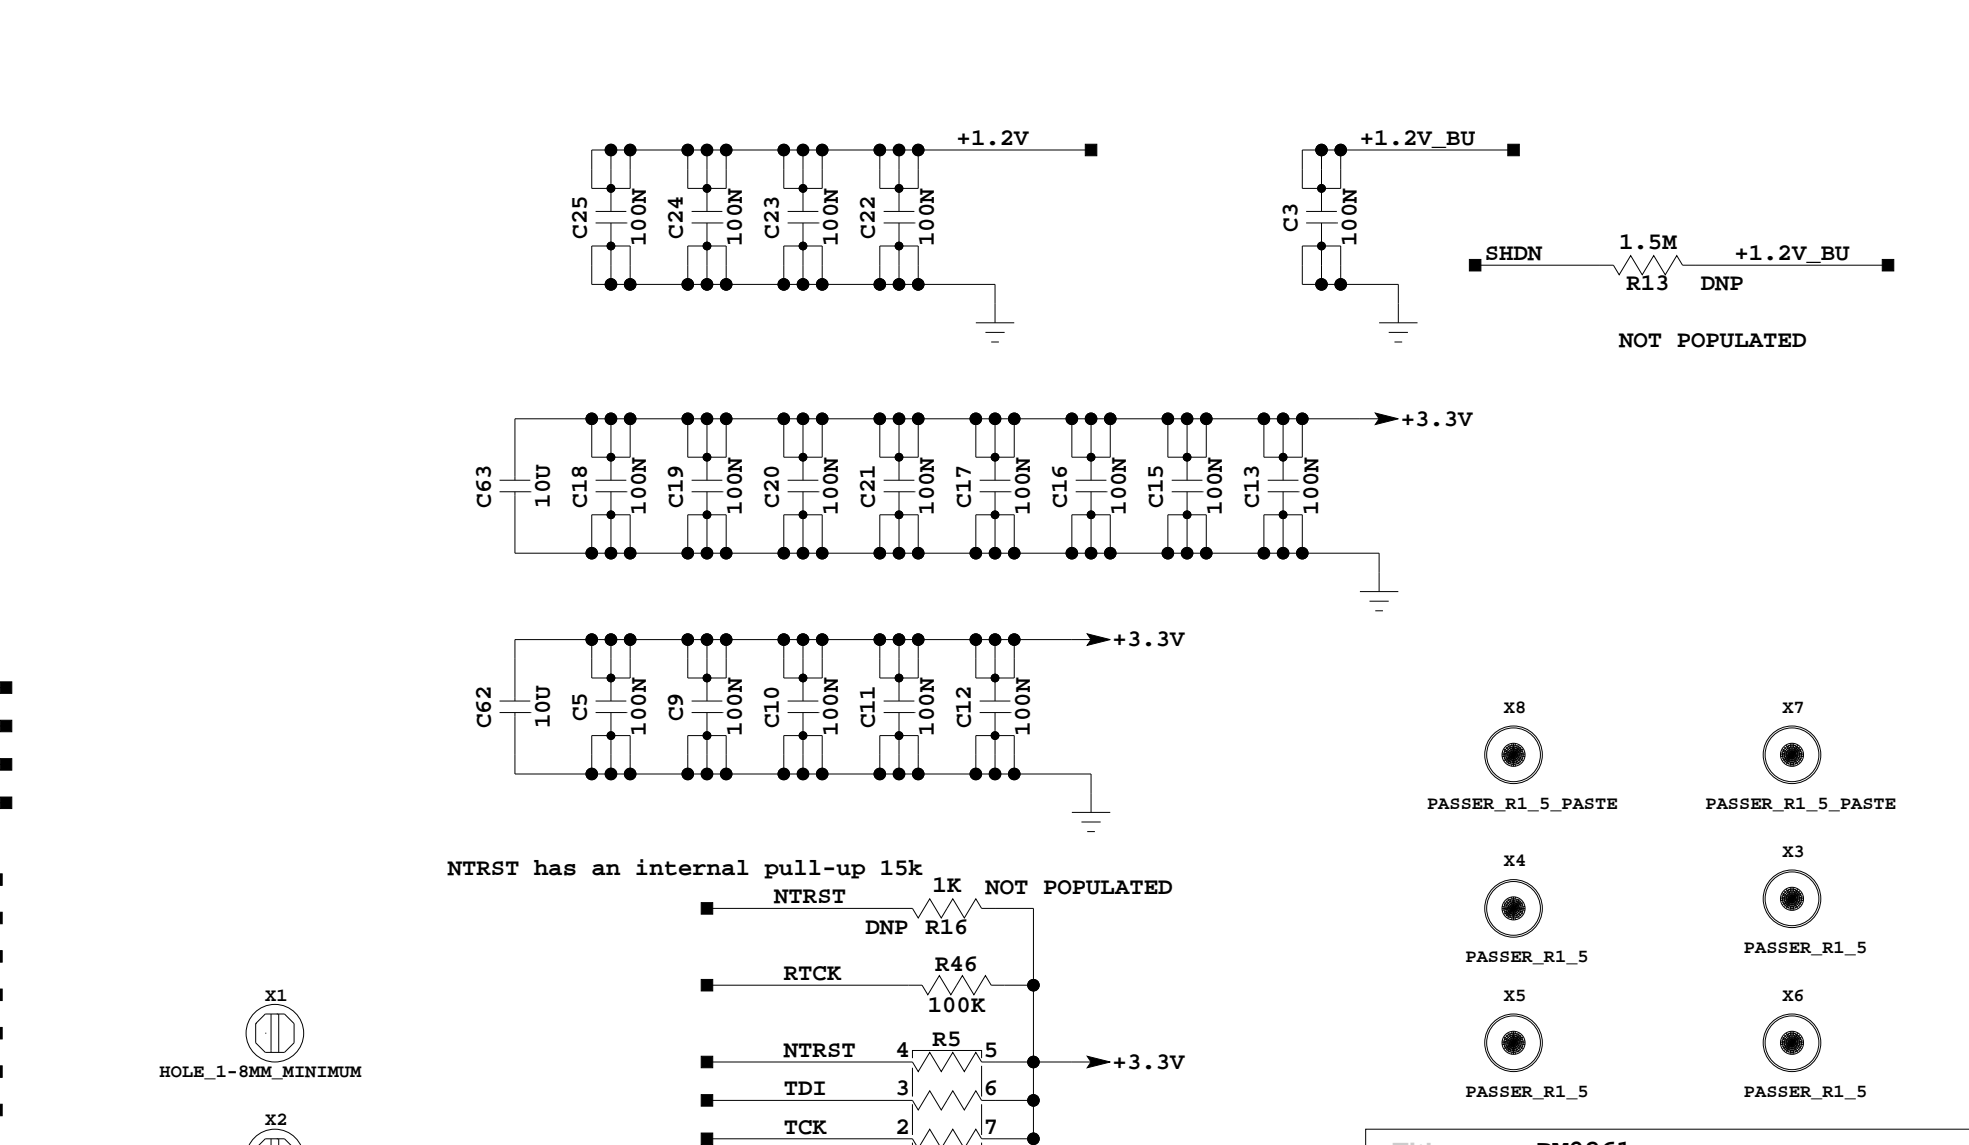 +1.2V
+1.2V_BU
C25
100N
C24
100N
C23
100N
C22
100N
C3
100N
SHDN
1.5M
+1.2V_BU
R13
DNP
NOT POPULATED
+3.3V
C63
10U
C18
100N
C19
100N
C20
100N
C21
100N
C17
100N
C16
100N
C15
100N
C13
100N
+3.3V
C62
10U
C5
100N
C9
100N
C10
100N
C11
100N
C12
100N
X8
PASSER_R1_5_PASTE
X7
PASSER_R1_5_PASTE
NTRST has an internal pull-up 15k
NTRST
1K
NOT POPULATED
DNP R16
X4
PASSER_R1_5
X3
PASSER_R1_5
RTCK
R46
100K
X1
HOLE_1-8MM_MINIMUM
X5
PASSER_R1_5
X6
PASSER_R1_5
R5
NTRST 4 5
+3.3V
TDI 3 6
TCK 2 7
X2